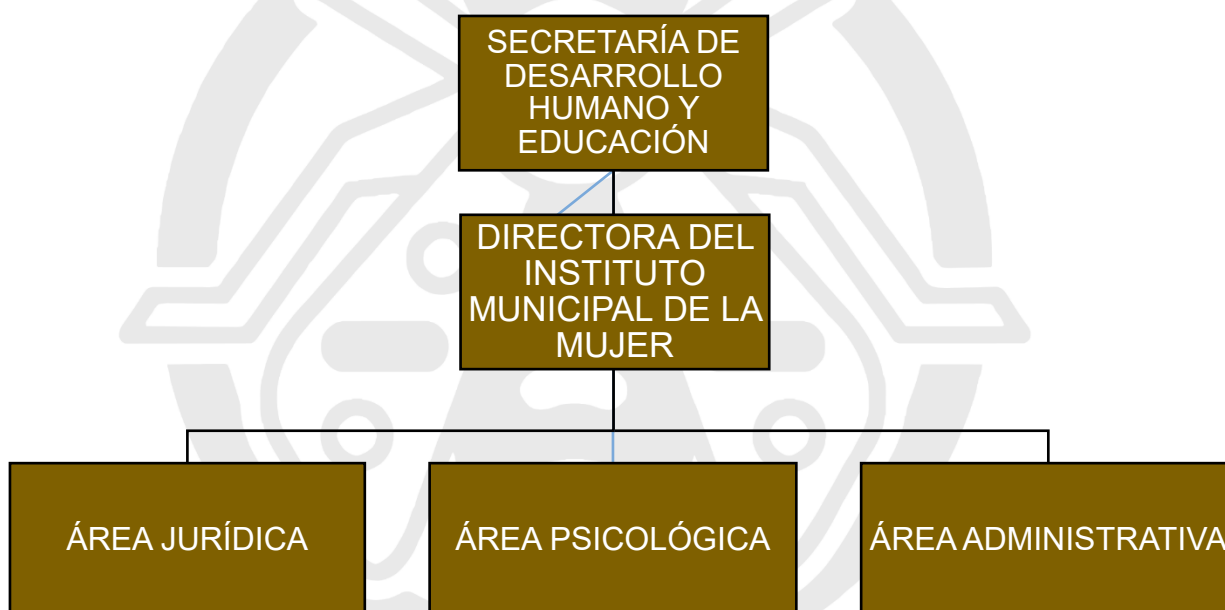 SECRETARÍA DE
DESARROLLO
HUMANO Y
EDUCACIÓN
DIRECTORA DEL
INSTITUTO
MUNICIPAL DE LA
MUJER
ÁREA JURÍDICA
ÁREA PSICOLÓGICA
ÁREA ADMINISTRATIVA